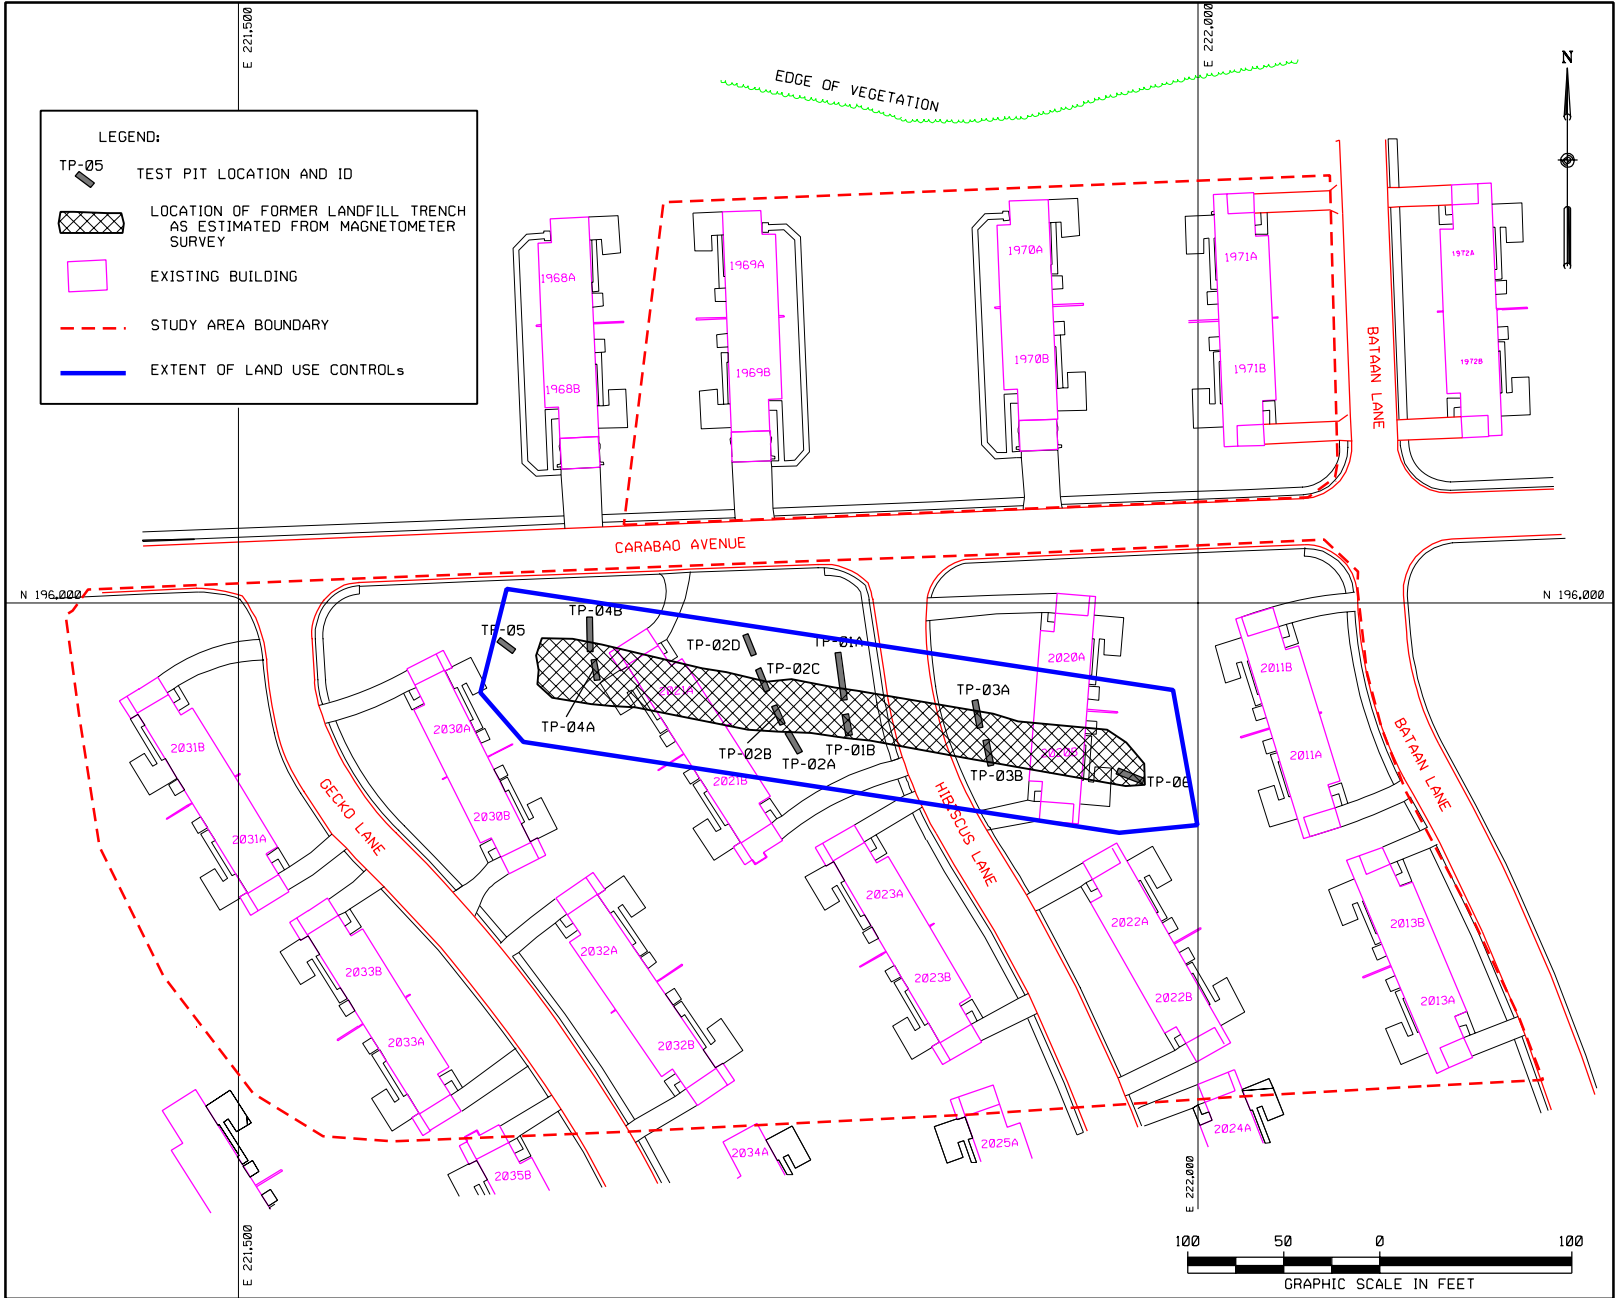 E 221,500
E 222,000
EDGE OF VEGETATION
N
LEGEND:
TP-05
TEST PIT LOCATION AND ID
LOCATION OF FORMER LANDFILL TRENCH
AS ESTIMATED FROM MAGNETOMETER
SURVEY
EXISTING BUILDING
STUDY AREA BOUNDARY
EXTENT OF LAND USE CONTROLs
1968A
1969A
1970A
1971A
1972A
1968B
1969B
1970B
1971B
1972B
BATAAN LANE
CARABAO AVENUE
N 196,000
N 196,000
TP-04B
TP-05
TP-02D
TP-01A
TP-02C
TP-03A
TP-04A
TP-02B
TP-02A
TP-01B
TP-03B
TP-06
2020A
2011B
2021A
2030A
2031B
2020B
2011A
2021B
2030B
2031A
GECKO LANE
HIBISCUS LANE
BATAAN LANE
2023A
2022A
2013B
2032A
2033B
2023B
2022B
2013A
2033A
2032B
2034A
2025A
2024A
2035B
E 221,500
E 222,000
100 50 0 100
GRAPHIC SCALE IN FEET